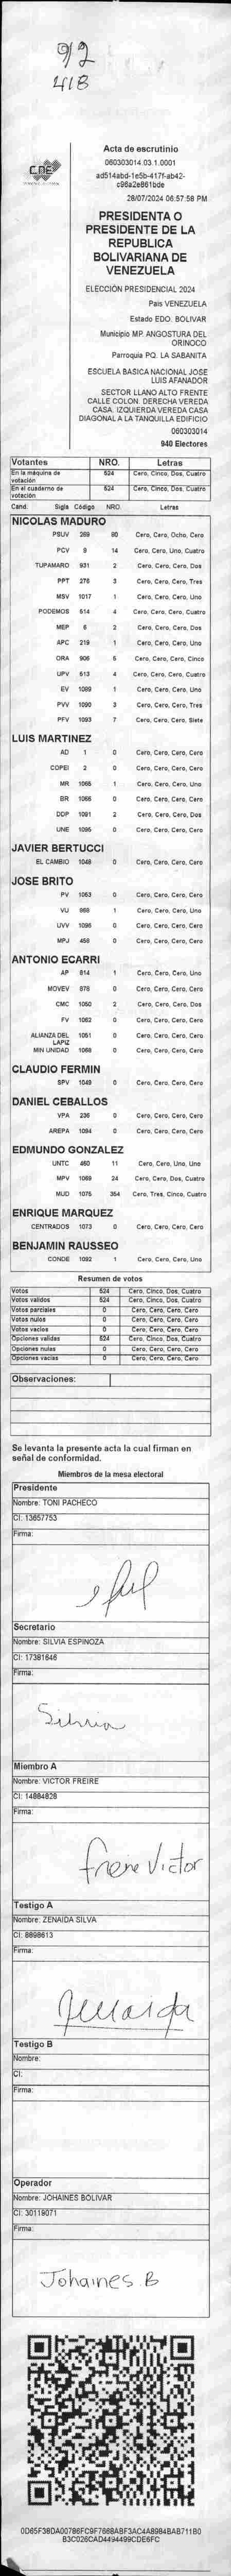 92
418
CNE
Acta de escrutinio
060303014.03.1.0001
ad514abd-1e5b-417f-ab42-
c96a2e861bde
28/07/2024 06:57:58 PM
PRESIDENTA O
PRESIDENTE DE LA
REPUBLICA
BOLIVARIANA DE
VENEZUELA
ELECCIÓN PRESIDENCIAL 2024
Pais VENEZUELA
Estado EDO. BOLIVAR
Municipio MP. ANGOSTURA DEL
ORINOCO
Parroquia PQ. LA SABANITA
ESCUELA BASICA NACIONAL JOSE
LUIS AFANADOR
SECTOR LLANO ALTO FRENTE
CALLE COLON. DERECHA VEREDA
CASA. IZQUIERDA VEREDA CASA
DIAGONAL A LA TANQUILLA EDIFICIO
060303014
940 Electores
Votantes NRO. Letras
En la máquina de votación 524 Cero, Cinco, Dos, Cuatro
En el cuaderno de votación 524 Cero, Cinco, Dos, Cuatro
Cand. Sigla Código NRO. Letras
NICOLAS MADURO
PSUV 269 80 Cero, Cero, Ocho, Cero
PCV 8 14 Cero, Cero, Uno, Cuatro
TUPAMARO 931 2 Cero, Cero, Cero, Dos
PPT 276 3 Cero, Cero, Cero, Tres
MSV 1017 1 Cero, Cero, Cero, Uno
PODEMOS 514 4 Cero, Cero, Cero, Cuatro
MEP 6 2 Cero, Cero, Cero, Dos
APC 219 1 Cero, Cero, Cero, Uno
ORA 906 5 Cero, Cero, Cero, Cinco
UPV 513 4 Cero, Cero, Cero, Cuatro
EV 1089 1 Cero, Cero, Cero, Uno
PVV 1090 3 Cero, Cero, Cero, Tres
PFV 1093 7 Cero, Cero, Cero, Siete
LUIS MARTINEZ
AD 1 0 Cero, Cero, Cero, Cero
COPEI 2 0 Cero, Cero, Cero, Cero
MR 1065 1 Cero, Cero, Cero, Uno
BR 1066 0 Cero, Cero, Cero, Cero
DDP 1091 2 Cero, Cero, Cero, Dos
UNE 1095 0 Cero, Cero, Cero, Cero
JAVIER BERTUCCI
EL CAMBIO 1048 0 Cero, Cero, Cero, Cero
JOSE BRITO
PV 1053 0 Cero, Cero, Cero, Cero
VU 868 1 Cero, Cero, Cero, Uno
UVV 1096 0 Cero, Cero, Cero, Cero
MPJ 458 0 Cero, Cero, Cero, Cero
ANTONIO ECARRI
AP 814 1 Cero, Cero, Cero, Uno
MOVEV 878 0 Cero, Cero, Cero, Cero
CMC 1050 2 Cero, Cero, Cero, Dos
FV 1082 0 Cero, Cero, Cero, Cero
ALIANZA DEL LAPIZ 1051 0 Cero, Cero, Cero, Cero
MIN UNIDAD 1068 0 Cero, Cero, Cero, Cero
CLAUDIO FERMIN
SPV 1049 0 Cero, Cero, Cero, Cero
DANIEL CEBALLOS
VPA 236 0 Cero, Cero, Cero, Cero
AREPA 1094 0 Cero, Cero, Cero, Cero
EDMUNDO GONZALEZ
UNTC 460 11 Cero, Cero, Uno, Uno
MPV 1069 24 Cero, Cero, Dos, Cuatro
MUD 1075 354 Cero, Tres, Cinco, Cuatro
ENRIQUE MARQUEZ
CENTRADOS 1073 0 Cero, Cero, Cero, Cero
BENJAMIN RAUSSEO
CONDE 1092 1 Cero, Cero, Cero, Uno
Resumen de votos
Votos 524 Cero, Cinco, Dos, Cuatro
Votos validos 524 Cero, Cinco, Dos, Cuatro
Votos parciales 0 Cero, Cero, Cero, Cero
Votos nulos 0 Cero, Cero, Cero, Cero
Votos vacios 0 Cero, Cero, Cero, Cero
Opciones validas 524 Cero, Cinco, Dos, Cuatro
Opciones nulas 0 Cero, Cero, Cero, Cero
Opciones vacias 0 Cero, Cero, Cero, Cero
Observaciones:
Se levanta la presente acta la cual firman en
señal de conformidad.
Miembros de la mesa electoral
Presidente
Nombre: TONI PACHECO
CI: 13657753
Firma:
Secretario
Nombre: SILVIA ESPINOZA
CI: 17381646
Firma:
Silvia
Miembro A
Nombre: VICTOR FREIRE
CI: 14884828
Firma:
Freire Victor
Testigo A
Nombre: ZENAIDA SILVA
CI: 8898613
Firma:
Zenaida
Testigo B
Nombre:
CI:
Firma:
Operador
Nombre: JOHAINES BOLIVAR
CI: 30118071
Firma:
Johaines B
0D65F38DA00786FC9F7668ABF3AC4A8984BAB711B0
B3C026CAD4494499CDE6FC